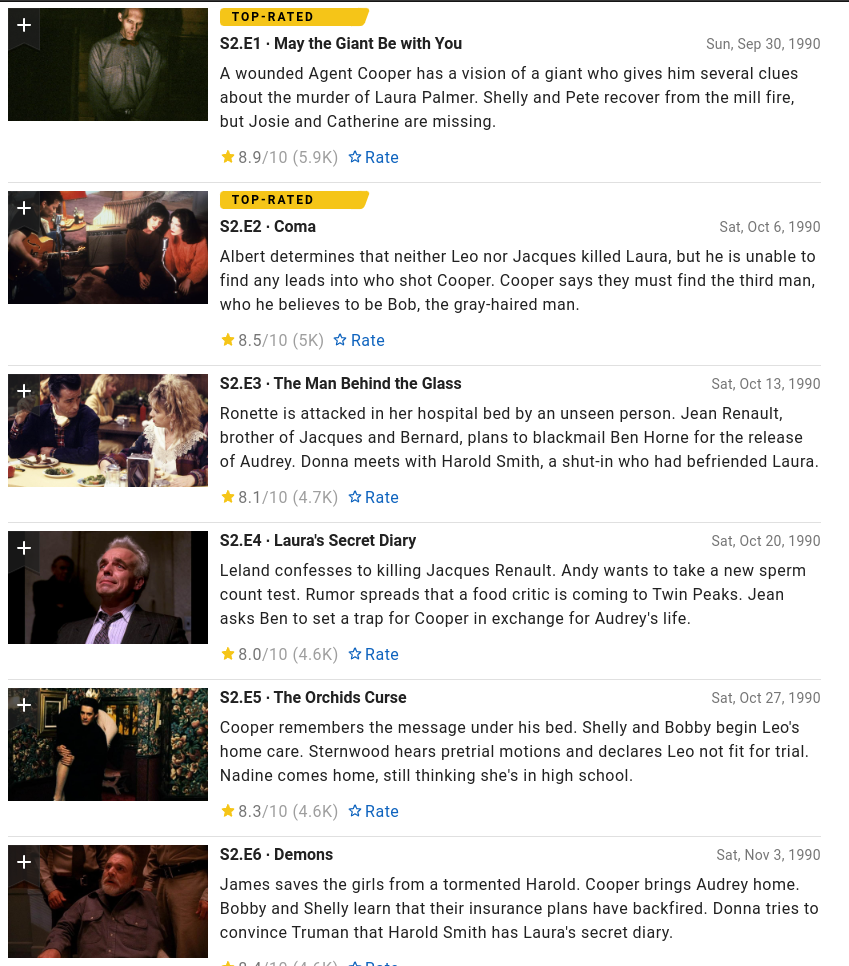 TOP-RATED
S2.E1 · May the Giant Be with You
Sun, Sep 30, 1990
A wounded Agent Cooper has a vision of a giant who gives him several clues
about the murder of Laura Palmer. Shelly and Pete recover from the mill fire,
but Josie and Catherine are missing.
8.9/10 (5.9K) Rate
TOP-RATED
S2.E2 · Coma
Sat, Oct 6, 1990
Albert determines that neither Leo nor Jacques killed Laura, but he is unable to
find any leads into who shot Cooper. Cooper says they must find the third man,
who he believes to be Bob, the gray-haired man.
8.5/10 (5K) Rate
S2.E3 · The Man Behind the Glass
Sat, Oct 13, 1990
Ronette is attacked in her hospital bed by an unseen person. Jean Renault,
brother of Jacques and Bernard, plans to blackmail Ben Horne for the release
of Audrey. Donna meets with Harold Smith, a shut-in who had befriended Laura.
8.1/10 (4.7K) Rate
S2.E4 · Laura's Secret Diary
Sat, Oct 20, 1990
Leland confesses to killing Jacques Renault. Andy wants to take a new sperm
count test. Rumor spreads that a food critic is coming to Twin Peaks. Jean
asks Ben to set a trap for Cooper in exchange for Audrey's life.
8.0/10 (4.6K) Rate
S2.E5 · The Orchids Curse
Sat, Oct 27, 1990
Cooper remembers the message under his bed. Shelly and Bobby begin Leo's
home care. Sternwood hears pretrial motions and declares Leo not fit for trial.
Nadine comes home, still thinking she's in high school.
8.3/10 (4.6K) Rate
S2.E6 · Demons
Sat, Nov 3, 1990
James saves the girls from a tormented Harold. Cooper brings Audrey home.
Bobby and Shelly learn that their insurance plans have backfired. Donna tries to
convince Truman that Harold Smith has Laura's secret diary.
Rate